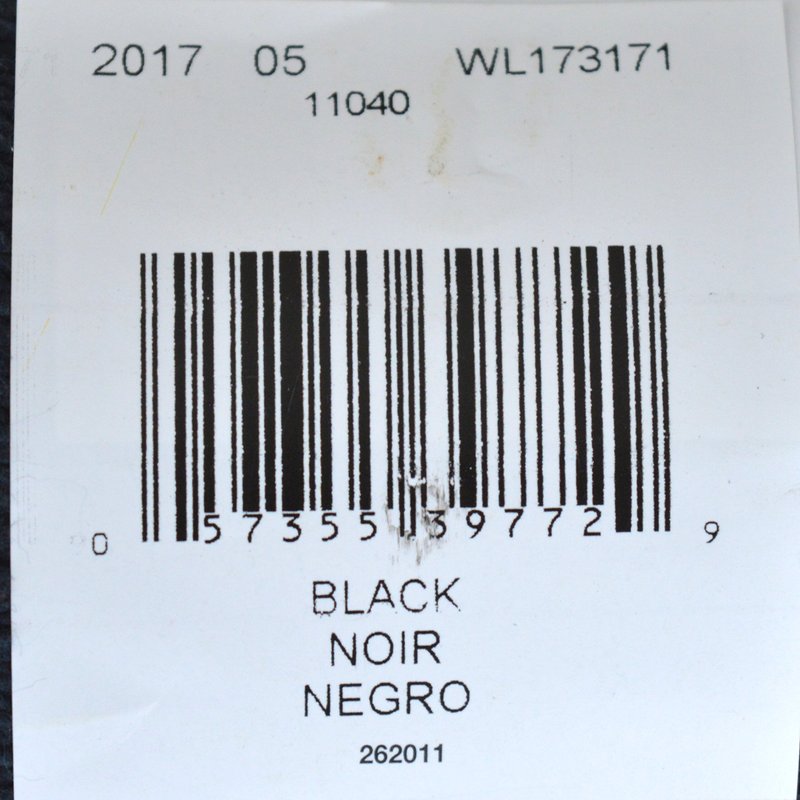 2017 05 WL173171
11040
0 57355 39772 9
BLACK
NOIR
NEGRO
262011